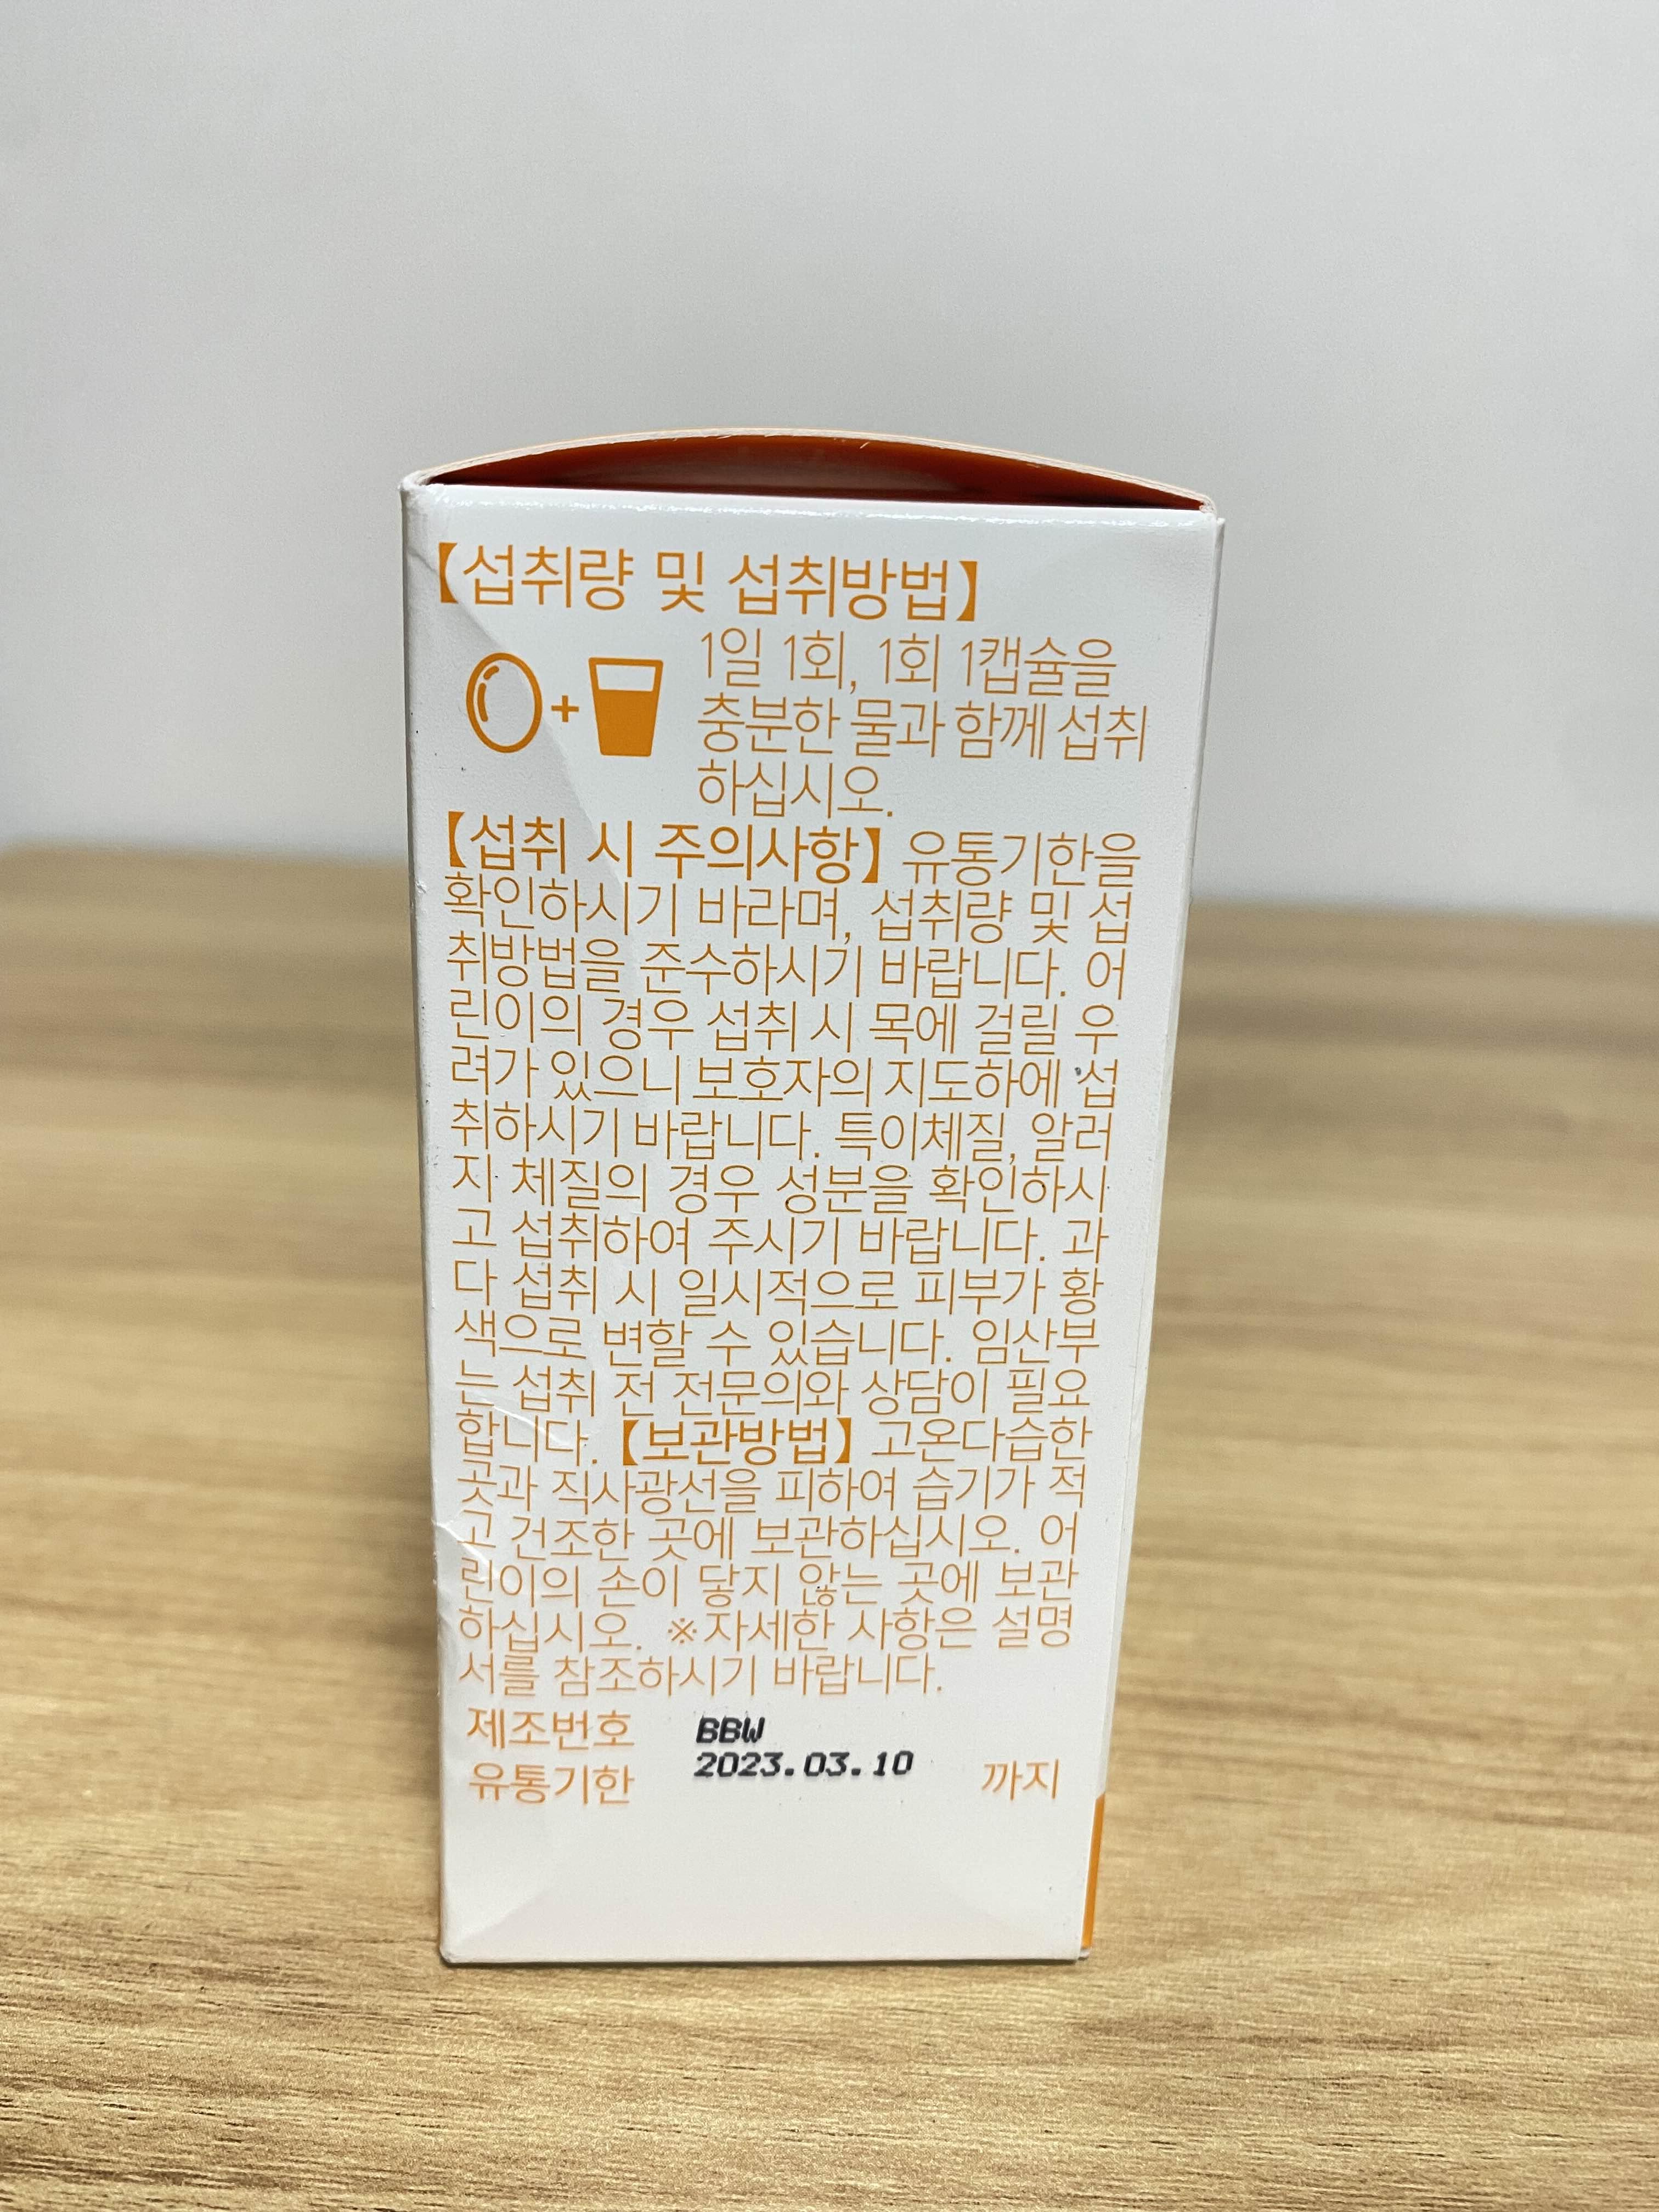 【섭취량 및 섭취방법】
1일 1회, 1회 1캡슐을
충분한 물과 함께 섭취
하십시오.
【섭취 시 주의사항】 유통기한을
확인하시기 바라며, 섭취량 및 섭
취방법을 준수하시기 바랍니다. 어
린이의 경우 섭취 시 목에 걸릴 우
려가 있으니 보호자의 지도하에 섭
취하시기 바랍니다. 특이체질, 알러
지 체질의 경우 성분을 확인하시
고 섭취하여 주시기 바랍니다. 과
다 섭취 시 일시적으로 피부가 황
색으로 변할 수 있습니다. 임산부
는 섭취 전 전문의와 상담이 필요
합니다. 【보관방법】 고온다습한
곳과 직사광선을 피하여 습기가 적
고 건조한 곳에 보관하십시오. 어
린이의 손이 닿지 않는 곳에 보관
하십시오. ※자세한 사항은 설명
서를 참조하시기 바랍니다.
제조번호 BBW
유통기한 2023.03.10 까지